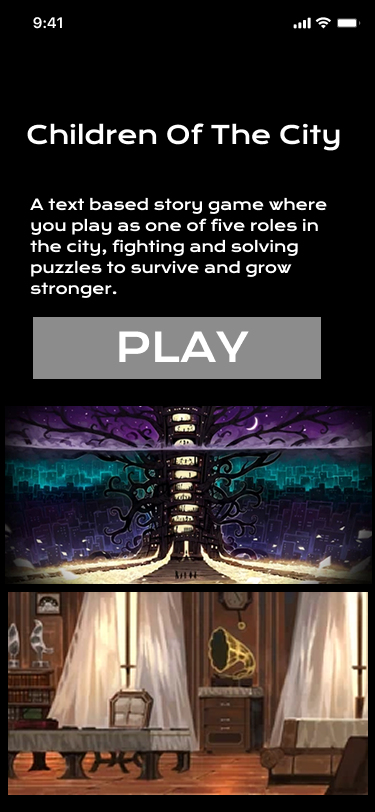 9:41
Children Of The City
A text based story game where
you play as one of five roles in
the city, fighting and solving
puzzles to survive and grow
stronger.
PLAY